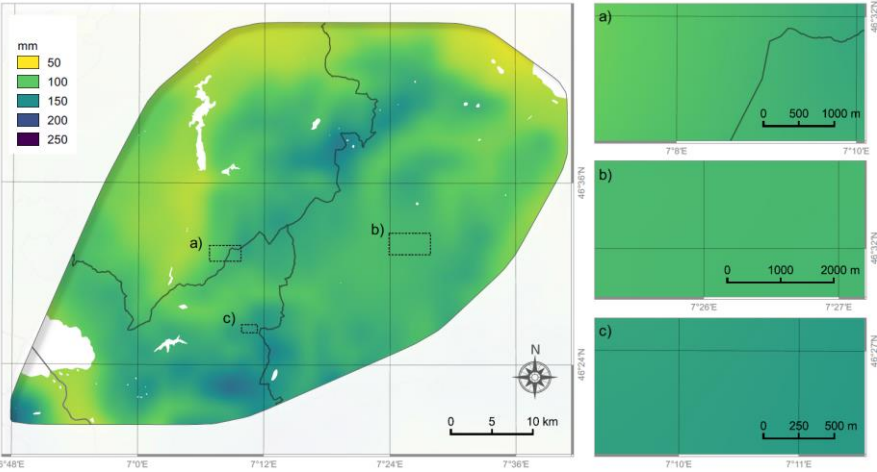 mm
50
100
150
200
250
a)
b)
c)
N
0 5 10 km
46°36'N
46°24'N
6°48'E 7°0'E 7°12'E 7°24'E 7°36'E
a)
46°32'N
0 500 1000 m
7°8'E 7°10'E
b)
46°32'N
0 1000 2000 m
7°26'E 7°27'E
c)
46°27'N
0 250 500 m
7°10'E 7°11'E